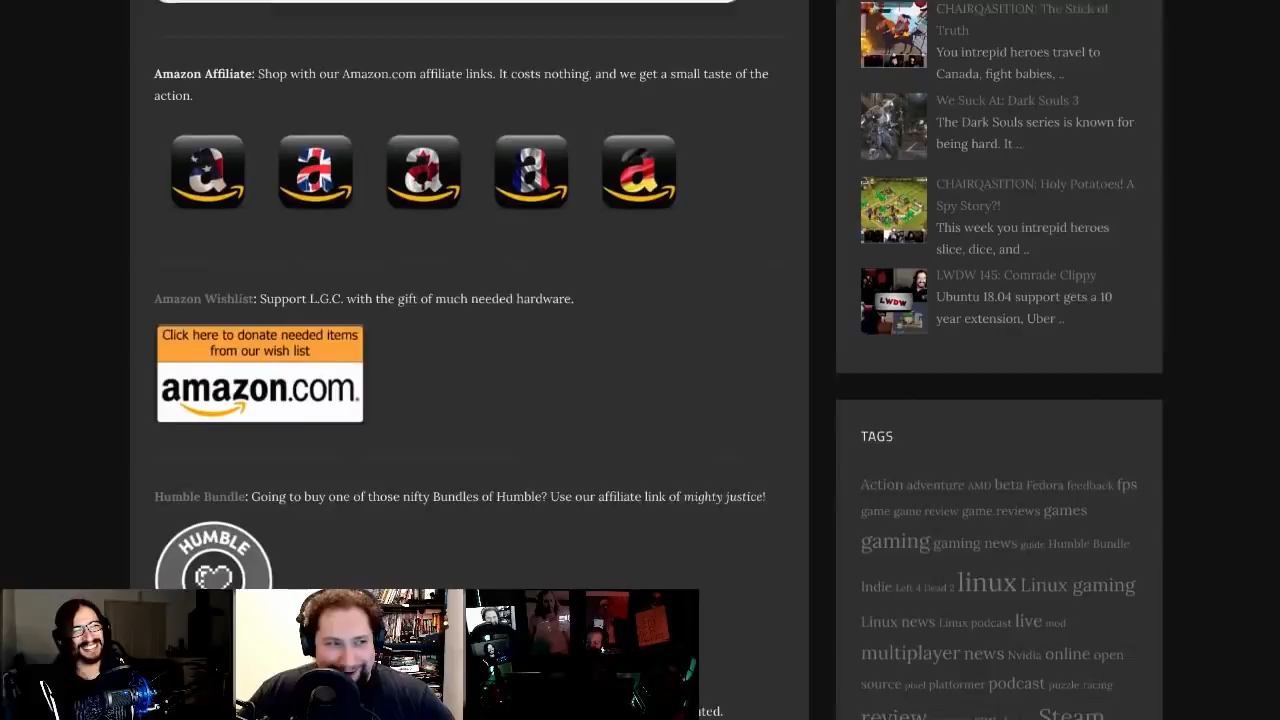 Amazon Affiliate: Shop with our Amazon.com affiliate links. It costs nothing, and we get a small taste of the
action.
Amazon Wishlist: Support L.G.C. with the gift of much needed hardware.
Click here to donate needed items
from our wish list
amazon.com.
Humble Bundle: Going to buy one of those nifty Bundles of Humble? Use our affiliate link of mighty justice!
HUMBLE
ated.
CHAIRQASITION: The Stick of
Truth
You intrepid heroes travel to
Canada, fight babies, ..
We Suck At: Dark Souls 3
The Dark Souls series is known for
being hard. It ..
CHAIRQASITION: Holy Potatoes! A
Spy Story?!
This week you intrepid heroes
slice, dice, and ..
LWDW 145: Comrade Clippy
LWDW
Ubuntu 18.04 support gets a 10
year extension, Uber ..
TAGS
Action adventure AMD beta Fedora feedback fps
game game review game reviews games
gaming gaming news guide Humble Bundle
Indie Left 4 Dead 2 linux Linux gaming
Linux news Linux podcast live mod
multiplayer news Nvidia online open
source pixel platformer podcast puzzle racing
review Steam